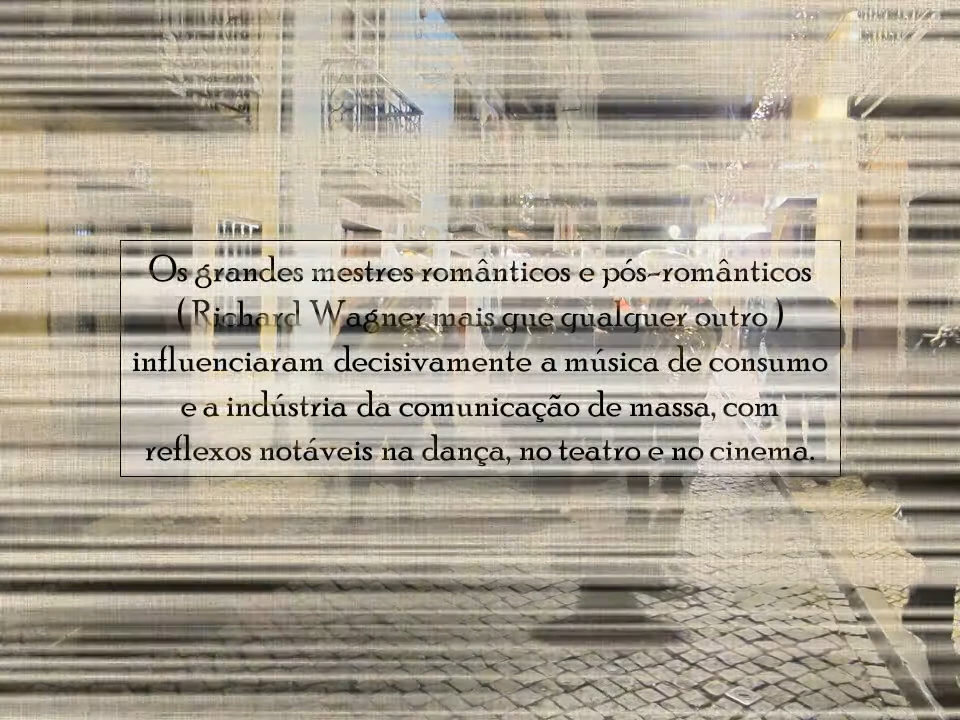 Os grandes mestres românticos e pós-românticos
( Richard Wagner mais que qualquer outro )
influenciaram decisivamente a música de consumo
e a indústria da comunicação de massa, com
reflexos notáveis na dança, no teatro e no cinema.